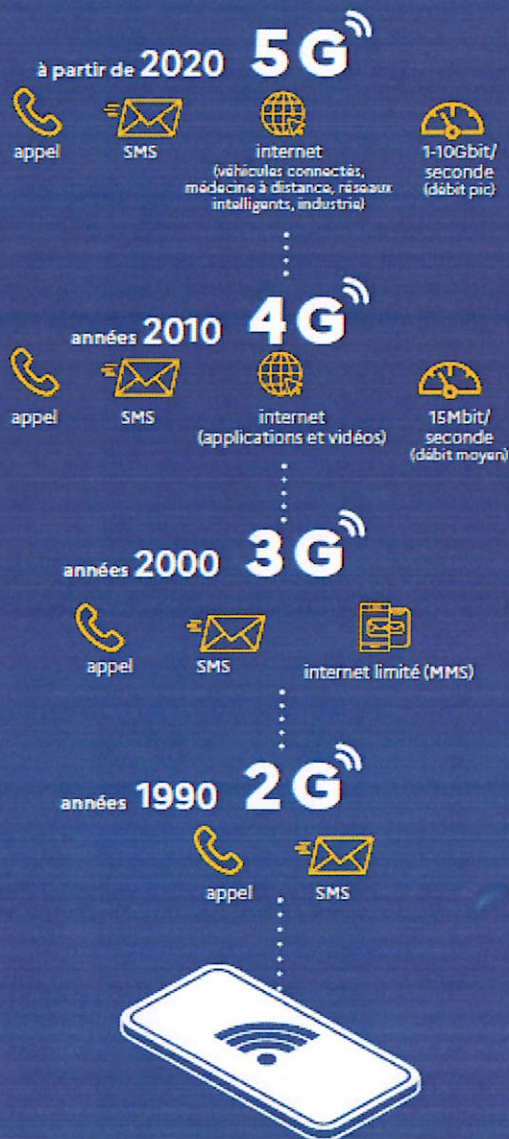 à partir de 2020 5G
appel
SMS
internet
(véhicules connectés,
médecine à distance, réseaux
intelligents, industrie)
1-10Gbit/
seconde
(débit pic)
années 2010 4G
appel
SMS
internet
(applications et vidéos)
15Mbit/
seconde
(débit moyen)
années 2000 3G
appel
SMS
internet limité (MMS)
années 1990 2G
appel
SMS